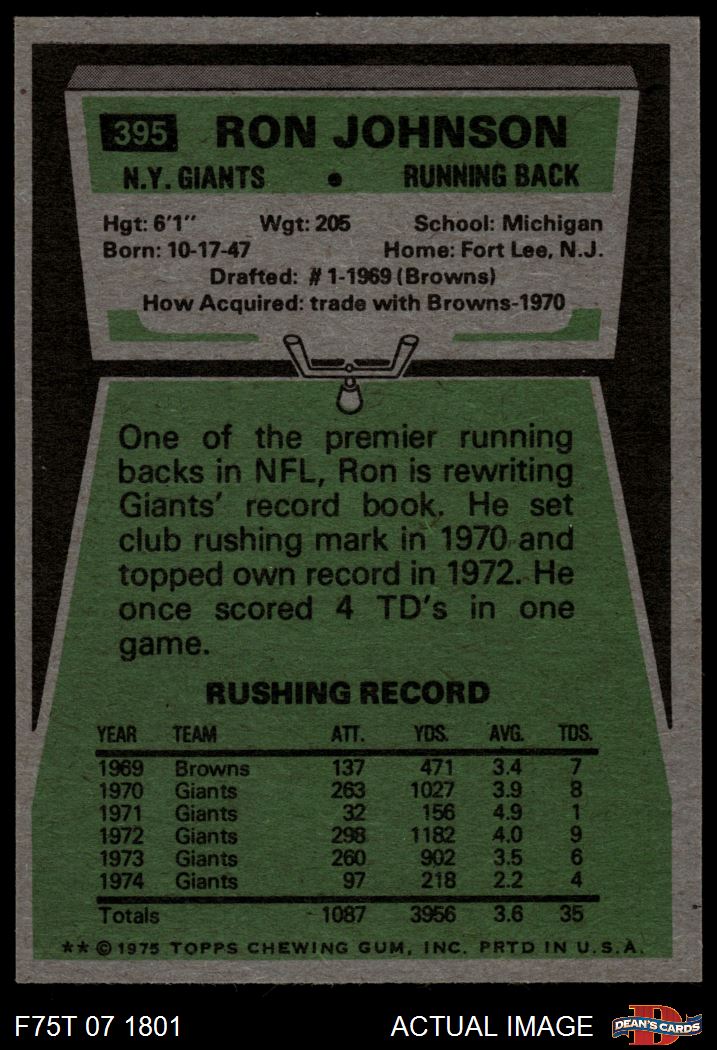 395 RON JOHNSON
N.Y. GIANTS • RUNNING BACK
Hgt: 6'1" Wgt: 205 School: Michigan
Born: 10-17-47 Home: Fort Lee, N.J.
Drafted: #1-1969 (Browns)
How Acquired: trade with Browns-1970
One of the premier running
backs in NFL, Ron is rewriting
Giants' record book. He set
club rushing mark in 1970 and
topped own record in 1972. He
once scored 4 TD's in one
game.
RUSHING RECORD
YEAR TEAM ATT. YDS. AVG. TDS.
1969 Browns 137 471 3.4 7
1970 Giants 263 1027 3.9 8
1971 Giants 32 156 4.9 1
1972 Giants 298 1182 4.0 9
1973 Giants 260 902 3.5 6
1974 Giants 97 218 2.2 4
Totals 1087 3956 3.6 35
** © 1975 TOPPS CHEWING GUM, INC. PRTD IN U.S.A.
F75T 07 1801 ACTUAL IMAGE D DEAN'S CARDS